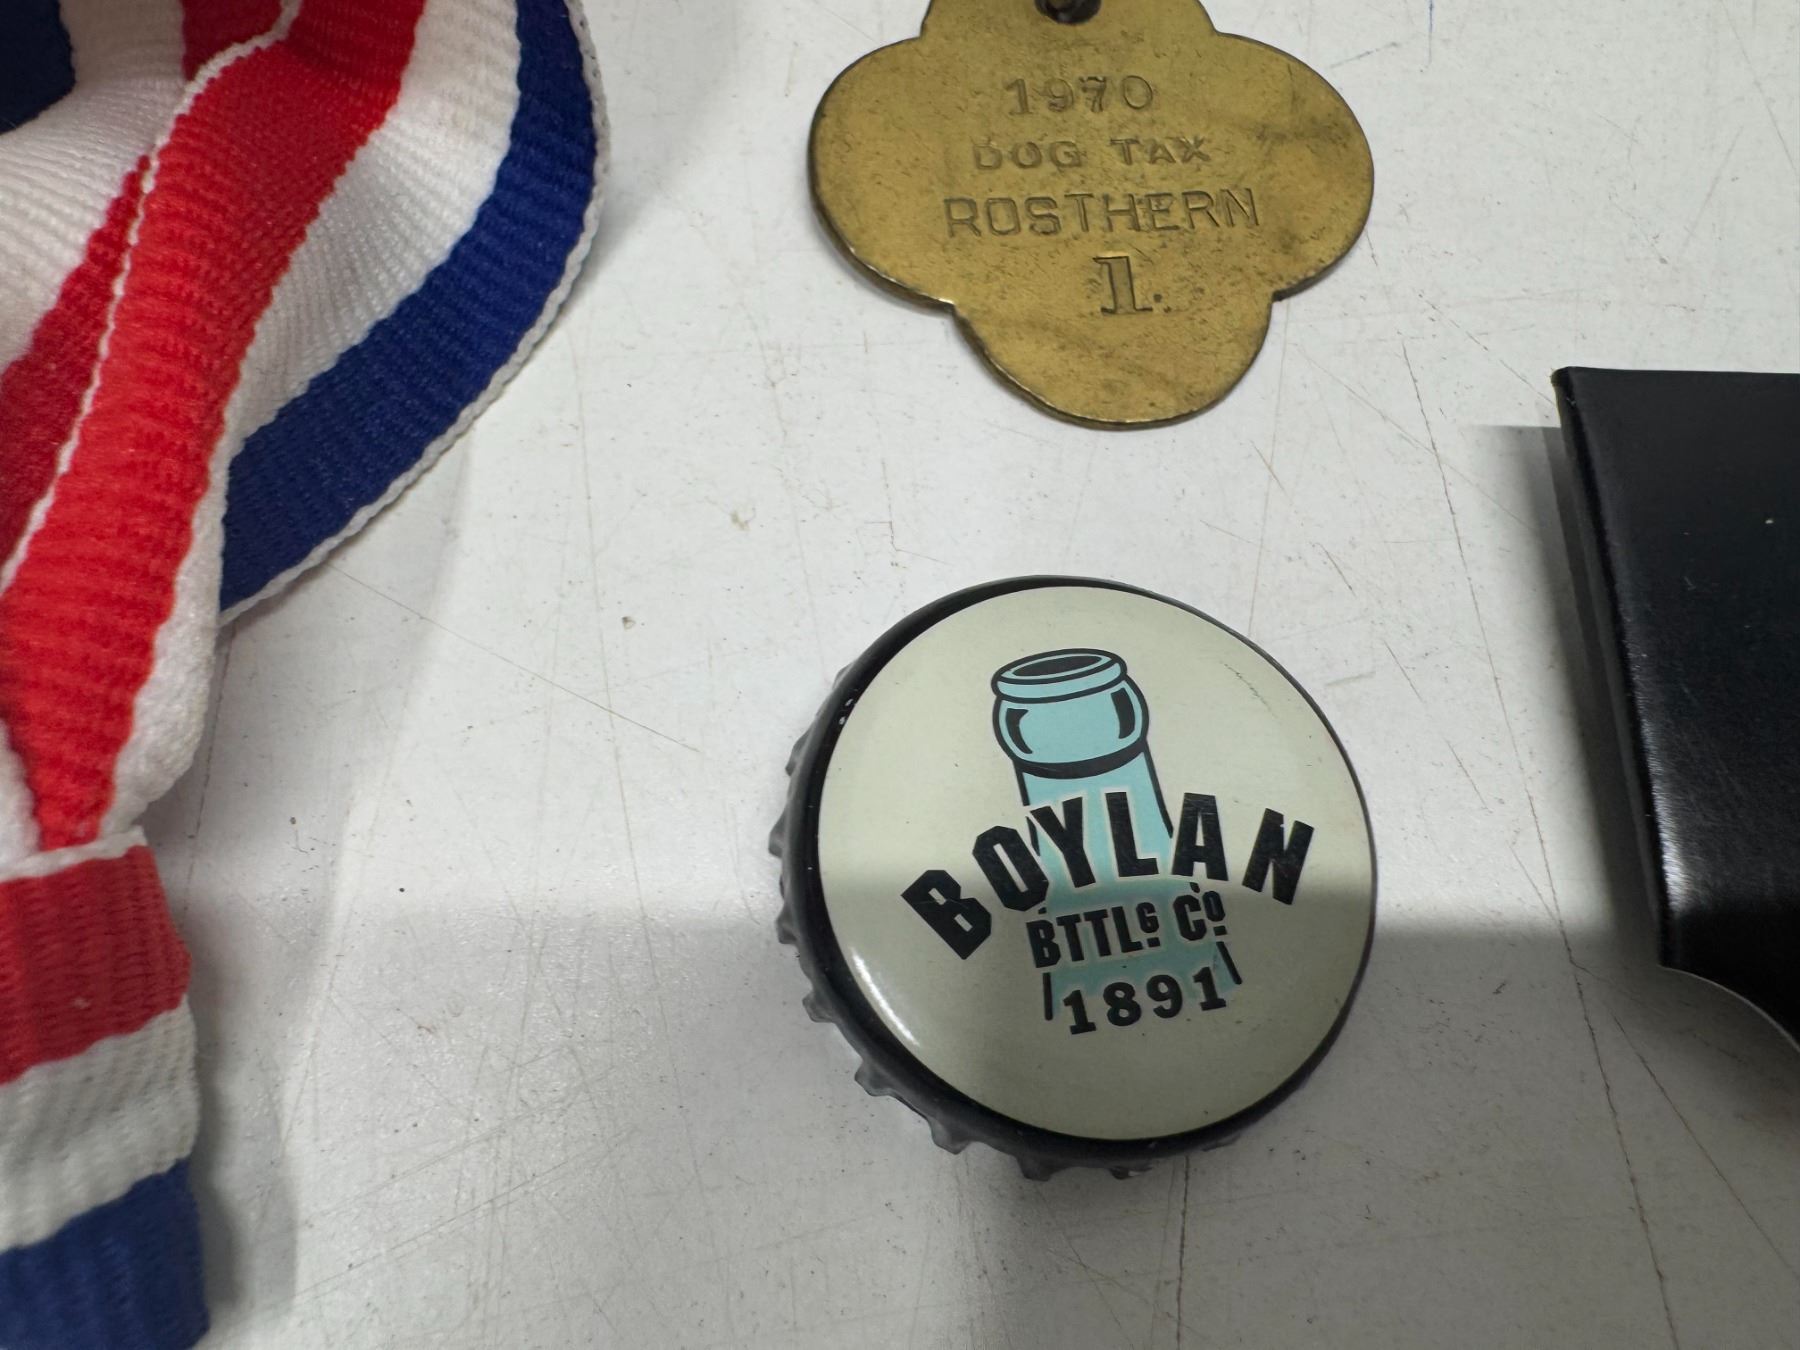 1970
DOG TAX
ROSTHERN
1.
BOYLAN
BTTLG. CO.
1891